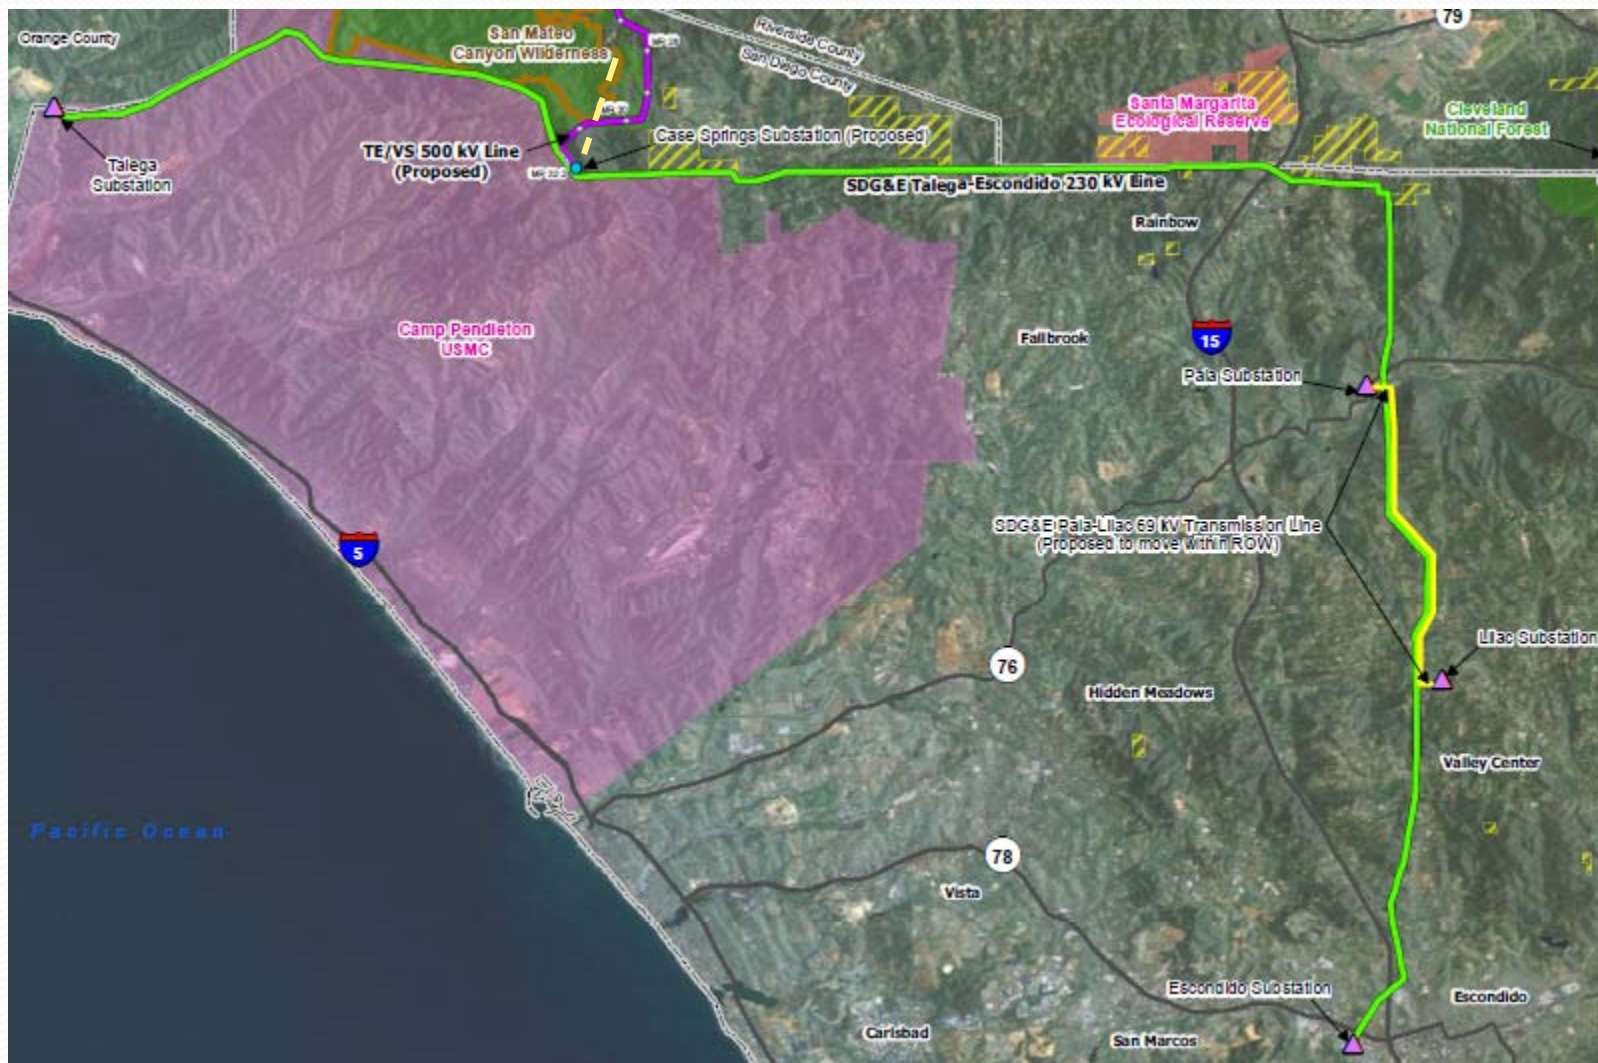 79
Orange County
San Mateo
Canyon Wilderness
MP 28
Riverside County
San Diego County
Santa Margarita
Ecological Reserve
Cleveland
National Forest
Case Springs Substation (Proposed)
TE/VS 500 kV Line
(Proposed)
Talega
Substation
SDG&E Talega-Escondido 230 kV Line
Rainbow
Camp Pendleton
USMC
Fallbrook
15
Pala Substation
SDG&E Pala-Lilac 69 kV Transmission Line
(Proposed to move within ROW)
5
Lilac Substation
76
Hidden Meadows
Valley Center
Pacific Ocean
78
Vista
Escondido Substation
Escondido
Carlsbad
San Marcos